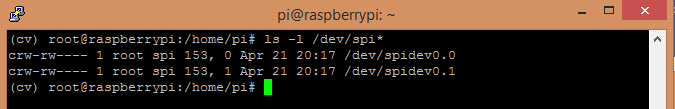 pi@raspberrypi: ~
(cv) root@raspberrypi:/home/pi# ls -l /dev/spi*
crw-rw---- 1 root spi 153, 0 Apr 21 20:17 /dev/spidev0.0
crw-rw---- 1 root spi 153, 1 Apr 21 20:17 /dev/spidev0.1
(cv) root@raspberrypi:/home/pi#